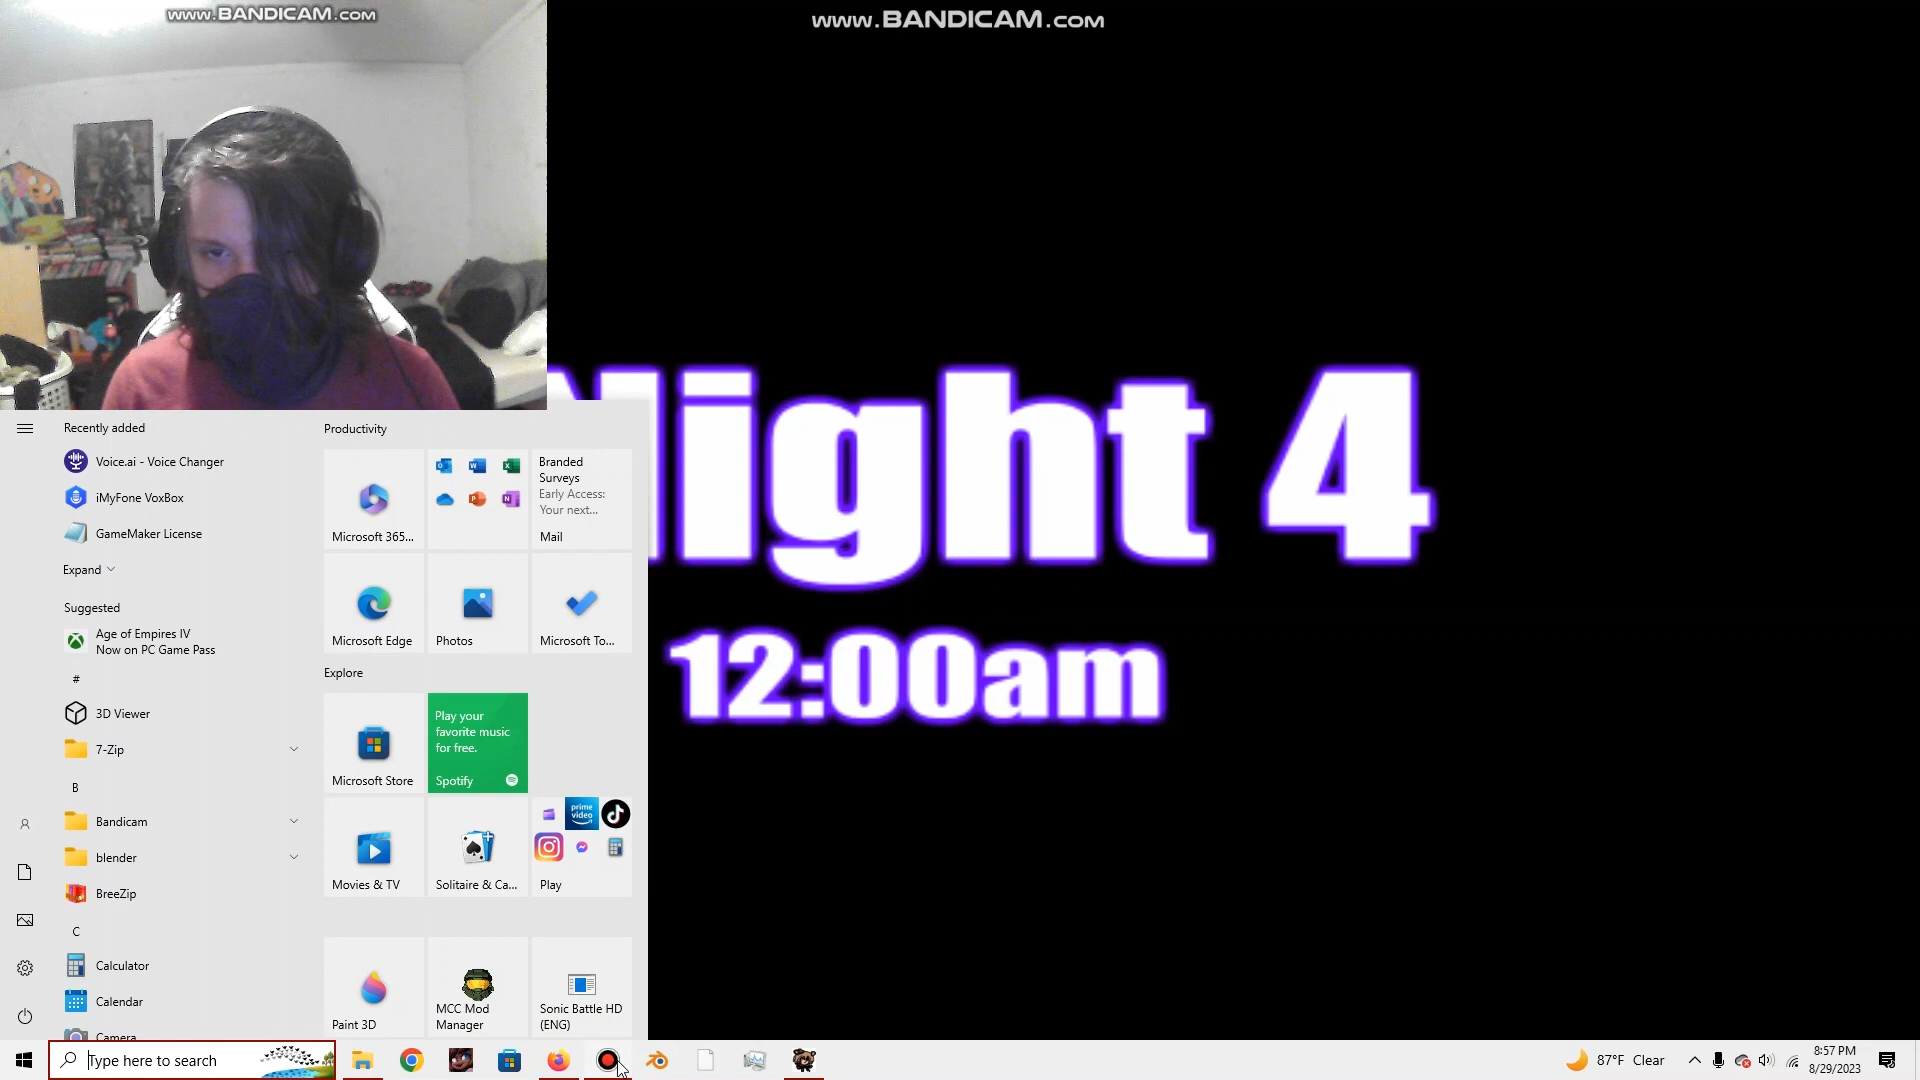 www.BANDICAM.com
www.BANDICAM.com
Night 4
12:00am
Recently added
Voice.ai - Voice Changer
iMyFone VoxBox
GameMaker License
Expand
Suggested
Age of Empires IV
Now on PC Game Pass
#
3D Viewer
7-Zip
B
Bandicam
blender
BreeZip
C
Calculator
Calendar
Camera
Productivity
Microsoft 365...
Branded
Surveys
Early Access:
Your next...
Mail
Microsoft Edge
Photos
Microsoft To...
Explore
Microsoft Store
Play your
favorite music
for free.
Spotify
Movies & TV
Solitaire & Ca...
prime
video
Play
Paint 3D
MCC Mod
Manager
Sonic Battle HD
(ENG)
Type here to search
87°F Clear
8:57 PM
8/29/2023